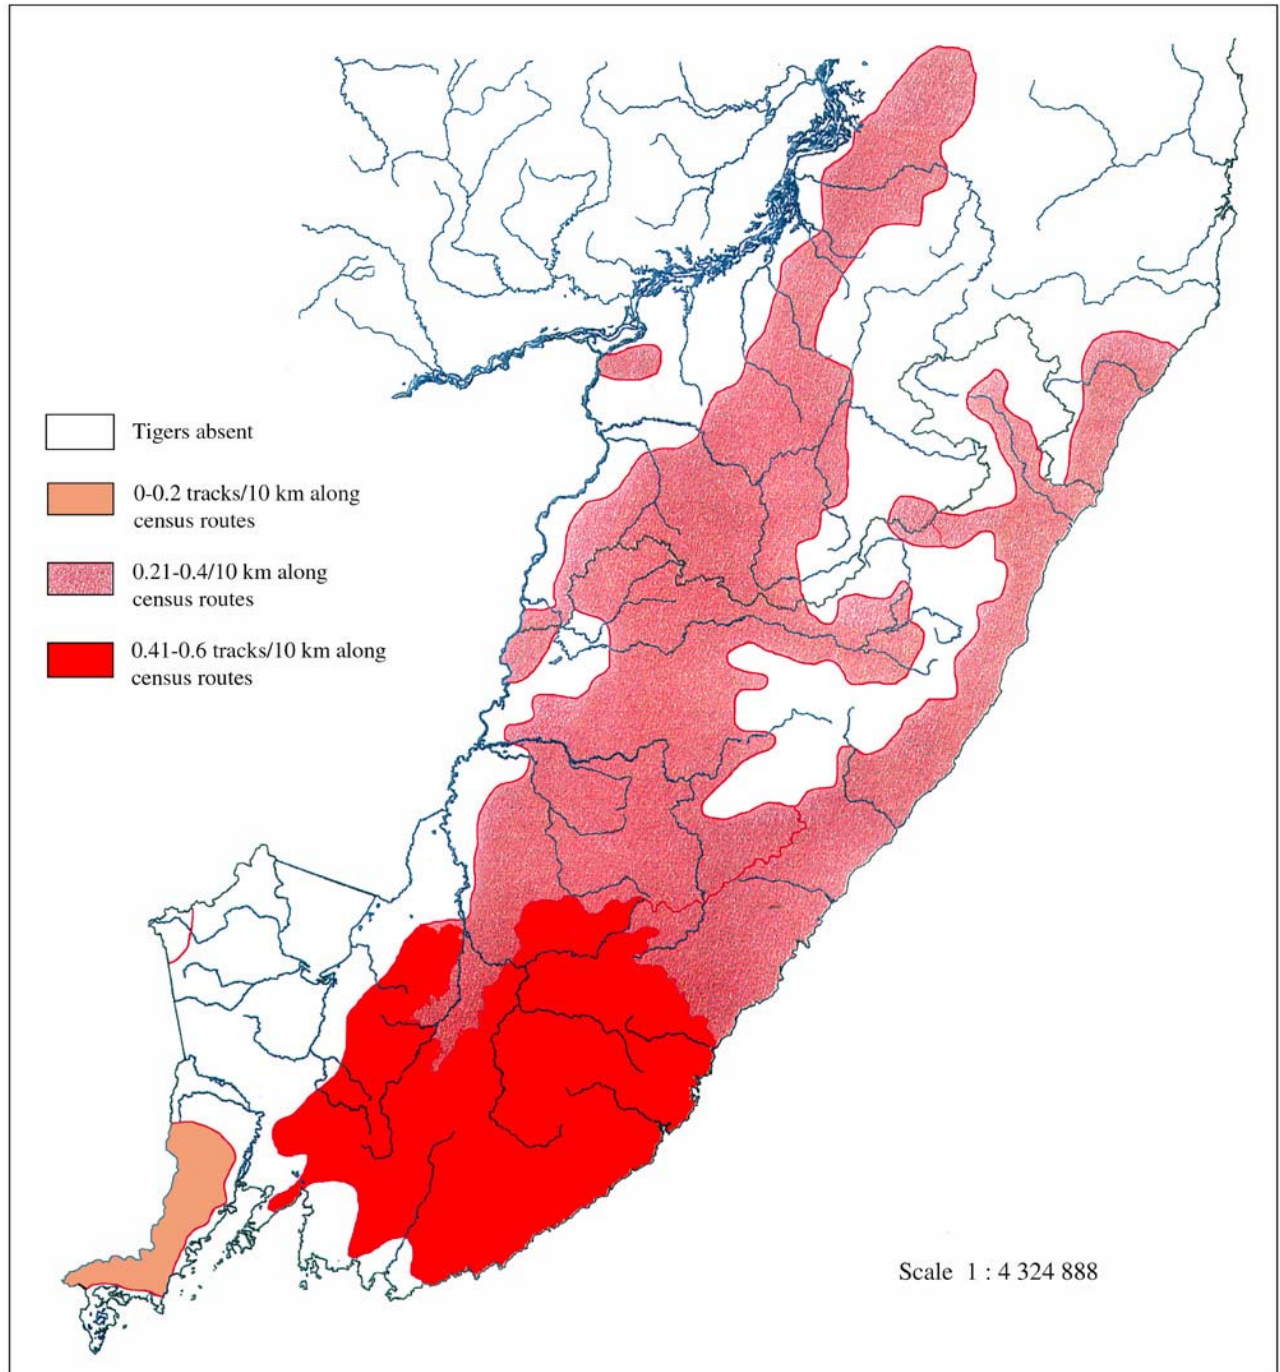 Tigers absent
0-0.2 tracks/10 km along
census routes
0.21-0.4/10 km along
census routes
0.41-0.6 tracks/10 km along
census routes
Scale 1 : 4 324 888